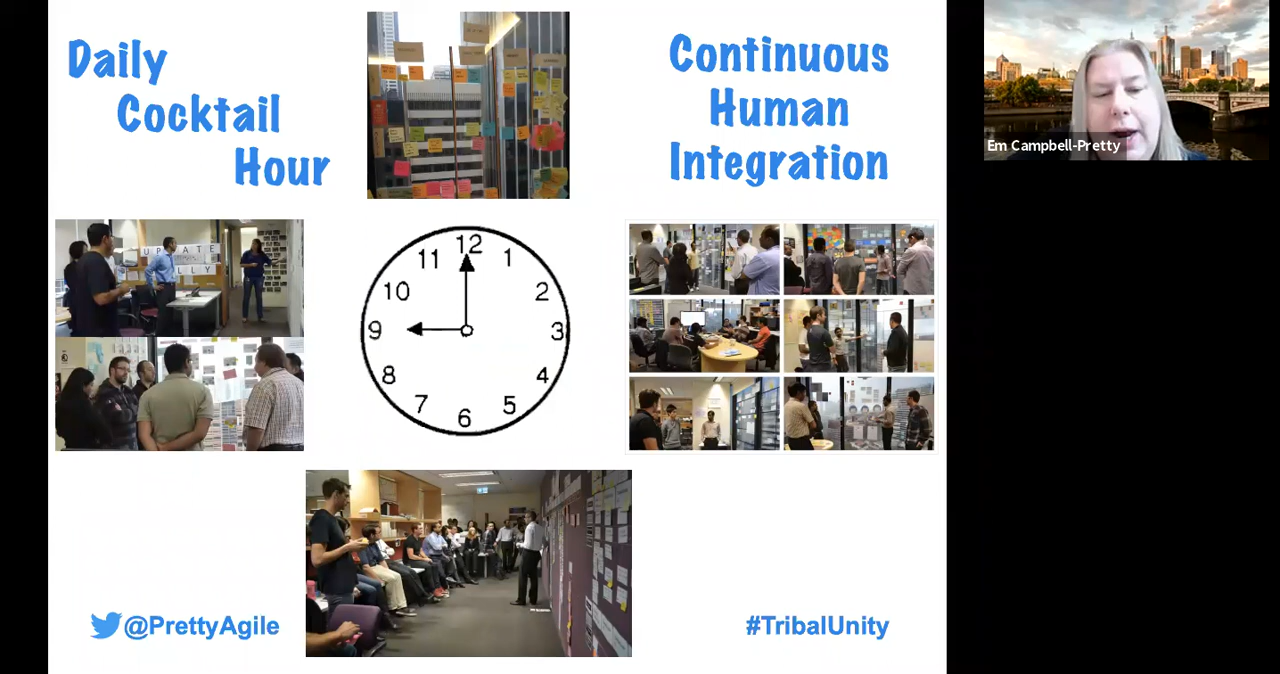 Daily
Cocktail
Hour
Continuous
Human
Integration
Em Campbell-Pretty
UPDATE
12
11
1
10
2
9
3
8
4
7
5
6
@PrettyAgile
#TribalUnity